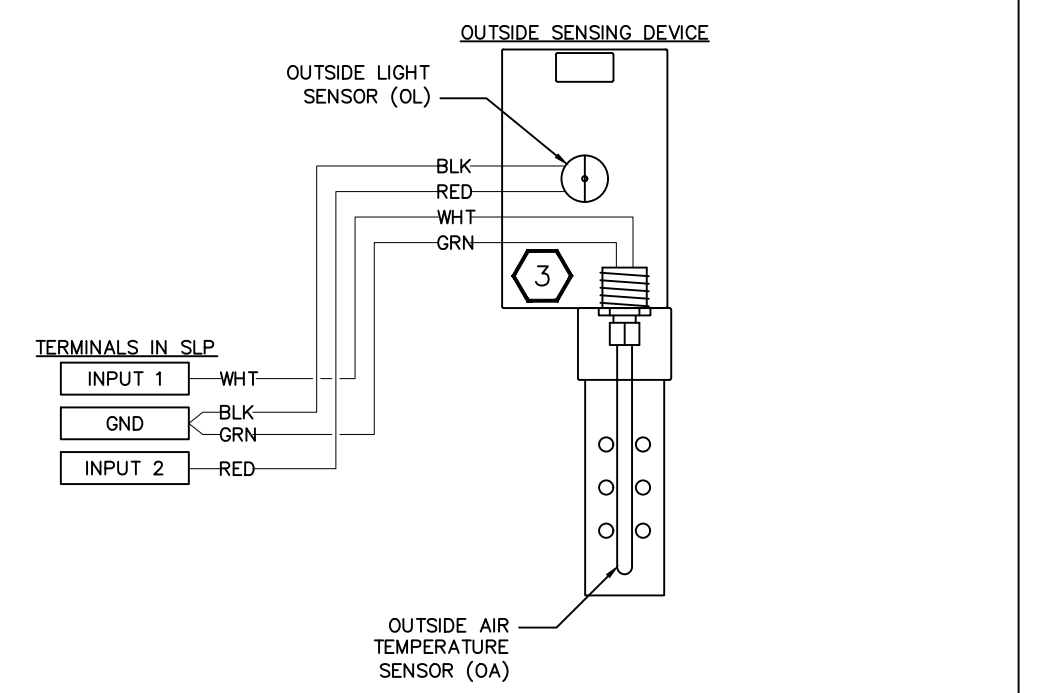 OUTSIDE SENSING DEVICE
OUTSIDE LIGHT
SENSOR (OL)
BLK
RED
WHT
GRN
3
TERMINALS IN SLP
INPUT 1
WHT
BLK
GND
GRN
INPUT 2
RED
OUTSIDE AIR
TEMPERATURE
SENSOR (OA)